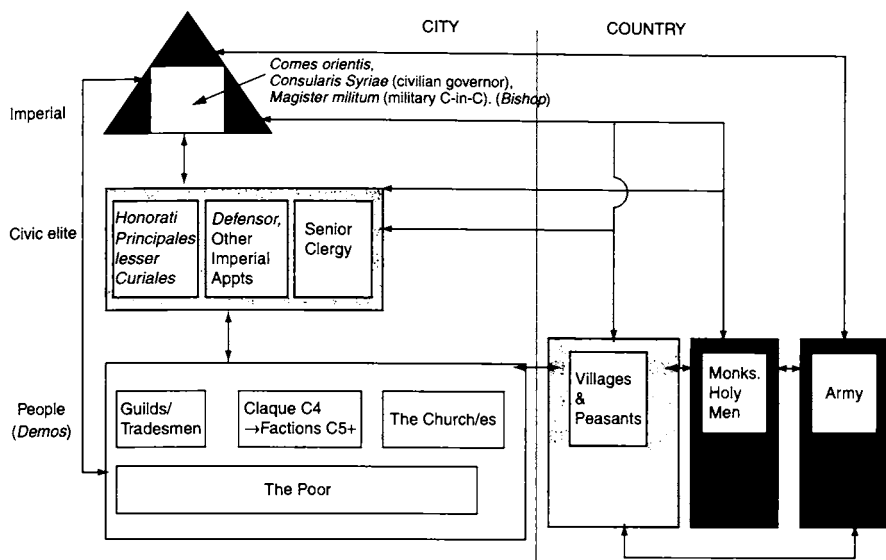 CITY
COUNTRY
Comes orientis,
Consularis Syriae (civilian governor),
Magister militum (military C-in-C). (Bishop)
Imperial
Civic elite
Honorati
Principales
lesser
Curiales
Defensor,
Other
Imperial
Appts
Senior
Clergy
People
(Demos)
Guilds/
Tradesmen
Claque C4
→Factions C5+
The Church/es
The Poor
Villages
&
Peasants
Monks.
Holy
Men
Army